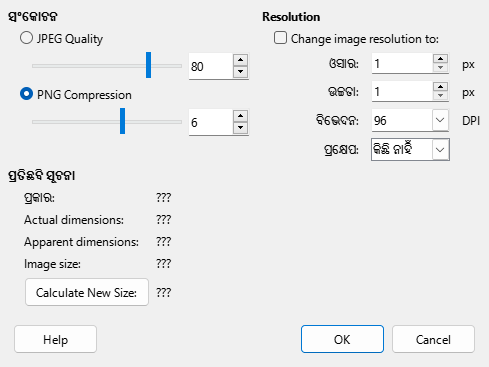 ସଂକୋଚନ
JPEG Quality
80
PNG Compression
6
ପ୍ରତିଛବି ସୂଚନା
ପ୍ରକାର: ???
Actual dimensions: ???
Apparent dimensions: ???
Image size: ???
Calculate New Size: ???
Resolution
Change image resolution to:
ଓସାର: 1 px
ଉଚ୍ଚତା: 1 px
ବିଭେଦନ: 96 DPI
ପ୍ରକ୍ଷେପ: କିଛି ନାହିଁ
Help
OK
Cancel